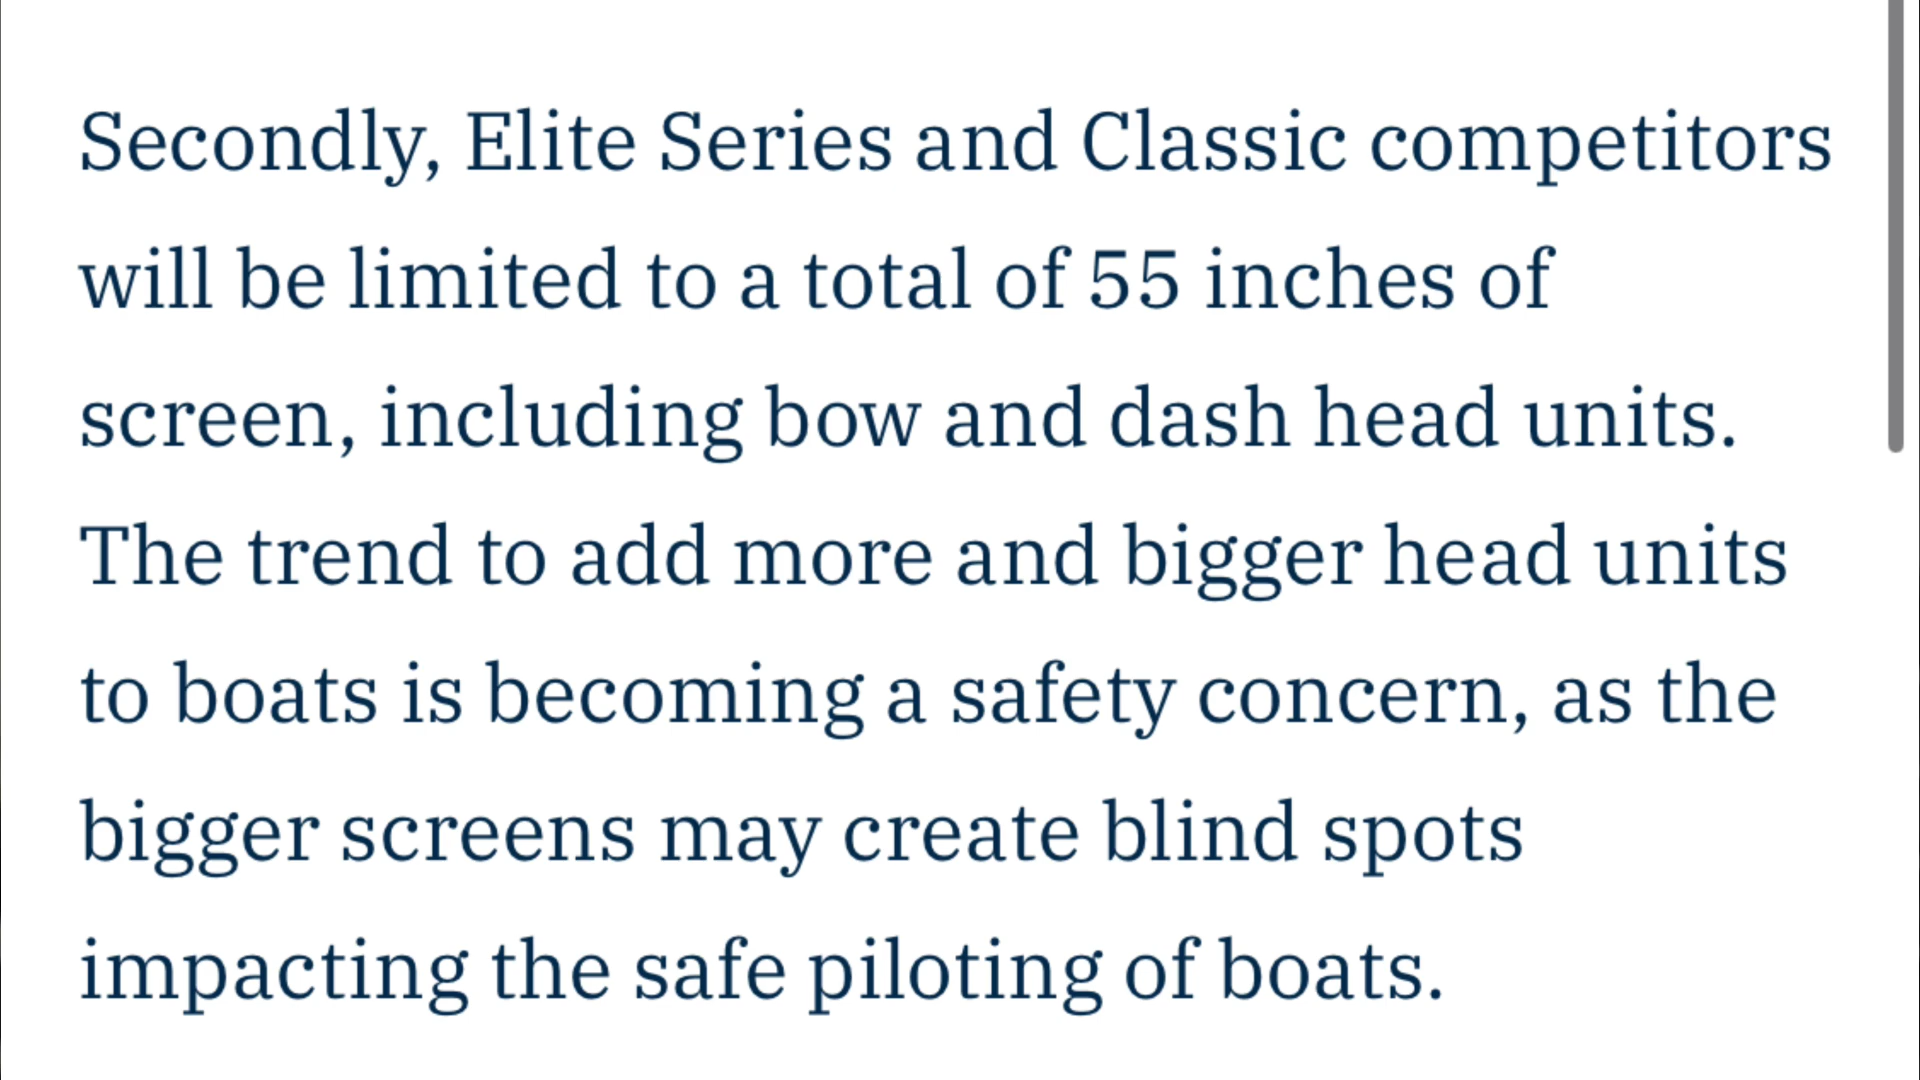 Secondly, Elite Series and Classic competitors
will be limited to a total of 55 inches of
screen, including bow and dash head units.
The trend to add more and bigger head units
to boats is becoming a safety concern, as the
bigger screens may create blind spots
impacting the safe piloting of boats.